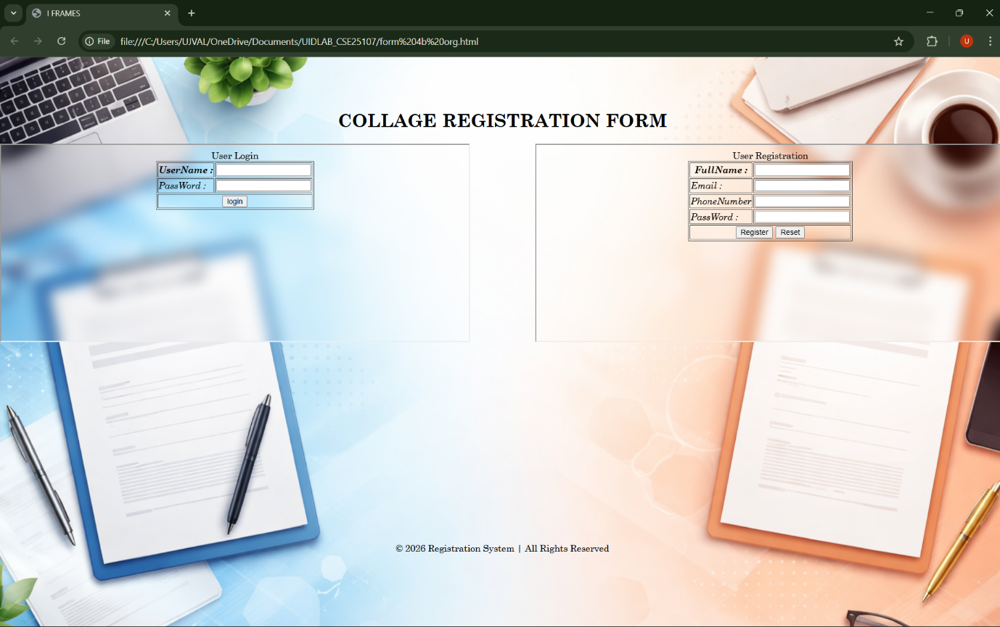 I FRAMES
File file:///C:/Users/UJVAL/OneDrive/Documents/UIDLAB_CSE25107/form%204b%20org.html
U
COLLAGE REGISTRATION FORM
User Login
UserName :
PassWord :
login
User Registration
FullName :
Email :
PhoneNumber
PassWord :
Register Reset
© 2026 Registration System | All Rights Reserved